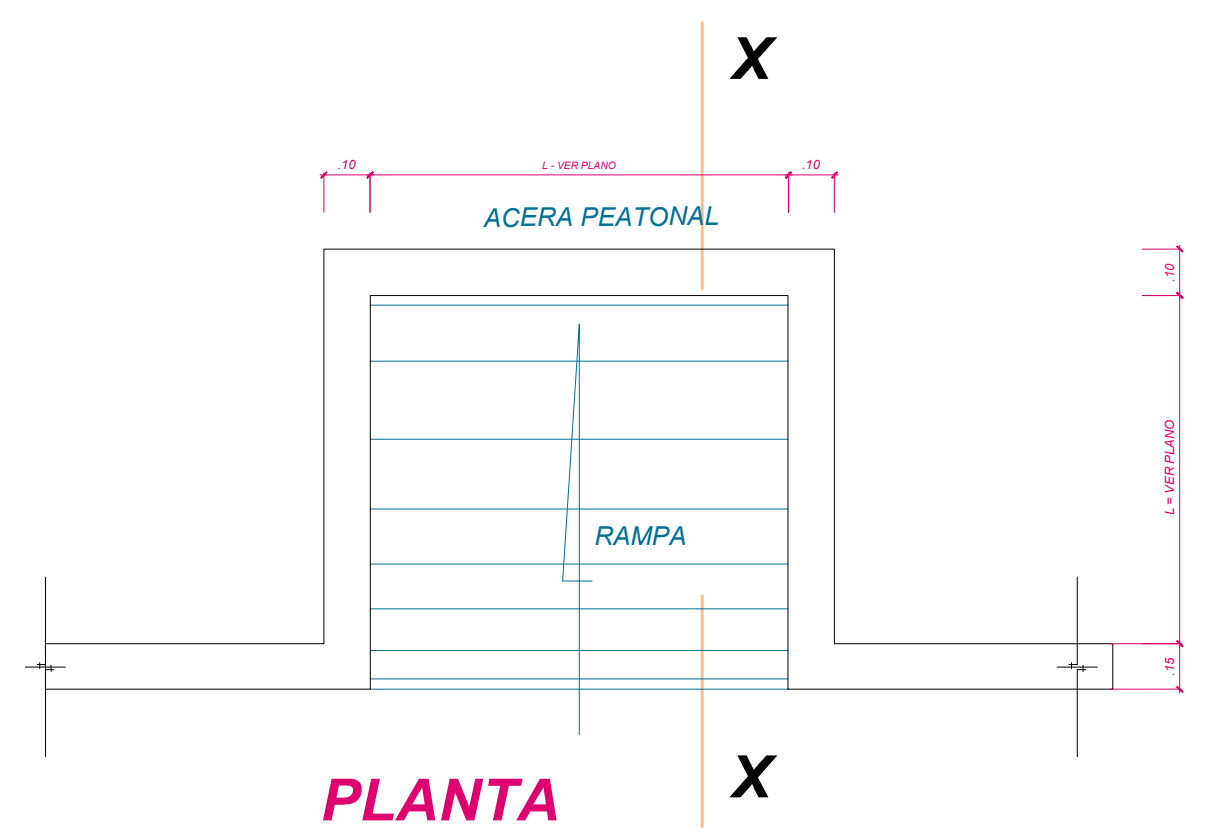 X
.10
L - VER PLANO
.10
ACERA PEATONAL
.10
L = VER PLANO
RAMPA
.15
PLANTA
X